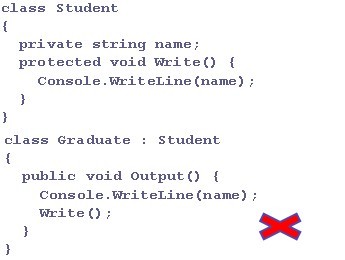 class Student
{
private string name;
protected void Write() {
Console.WriteLine(name);
}
}
class Graduate : Student
{
public void Output() {
Console.WriteLine(name);
Write();
}
}